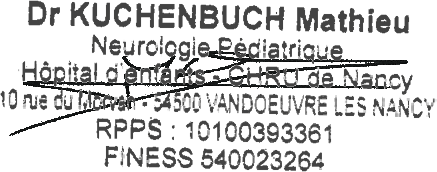 Dr KUCHENBUCH Mathieu
Neurologie Pédiatrique
Hôpital d'enfants - CHRU de Nancy
10 rue du Morvan - 54500 VANDOEUVRE LES NANCY
RPPS : 10100393361
FINESS 540023264